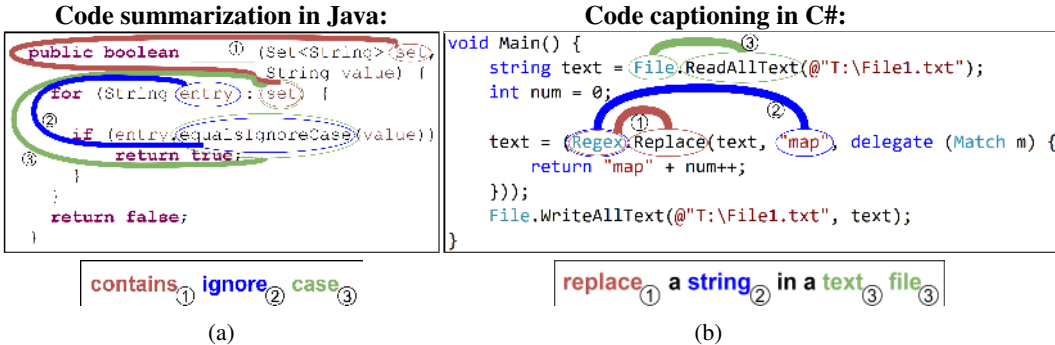 Code summarization in Java:
public boolean ① (Set<String> set,
String value) {
for (String entry : set) {
②
if (entry.equalsIgnoreCase(value))
③ return true;
}
}
return false;
}
contains① ignore② case③
(a)
Code captioning in C#:
void Main() {
③
string text = File.ReadAllText(@"T:\File1.txt");
int num = 0;
① ②
text = (Regex.Replace(text, "map", delegate (Match m) {
return "map" + num++;
}));
File.WriteAllText(@"T:\File1.txt", text);
}
replace① a string② in a text③ file③
(b)